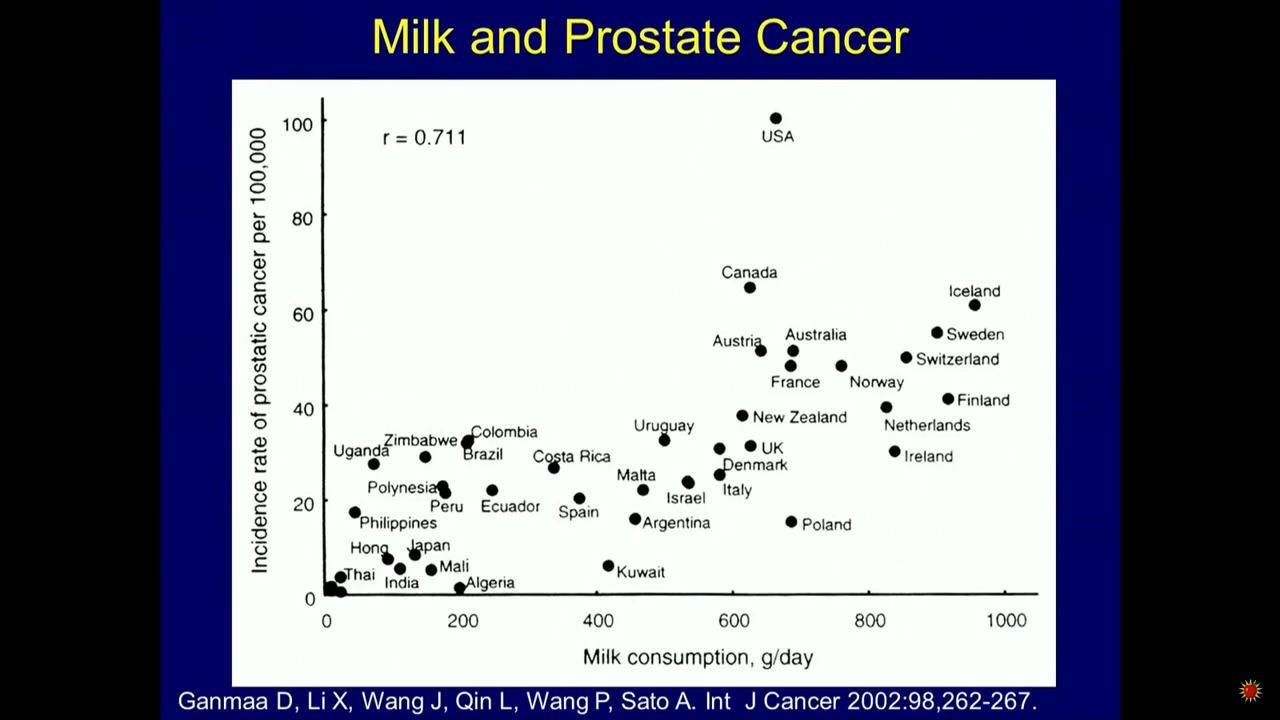 Milk and Prostate Cancer
r = 0.711
Incidence rate of prostatic cancer per 100,000
100
80
60
40
20
0
USA
Canada
Iceland
Austria
Australia
Sweden
Switzerland
France
Norway
Finland
New Zealand
Netherlands
Uruguay
Colombia
Zimbabwe
Uganda
Brazil
Costa Rica
UK
Ireland
Denmark
Malta
Polynesia
Israel
Italy
Peru
Ecuador
Spain
Philippines
Argentina
Poland
Hong
Japan
Mali
Kuwait
Thai
India
Algeria
0 200 400 600 800 1000
Milk consumption, g/day
Ganmaa D, Li X, Wang J, Qin L, Wang P, Sato A. Int J Cancer 2002:98,262-267.